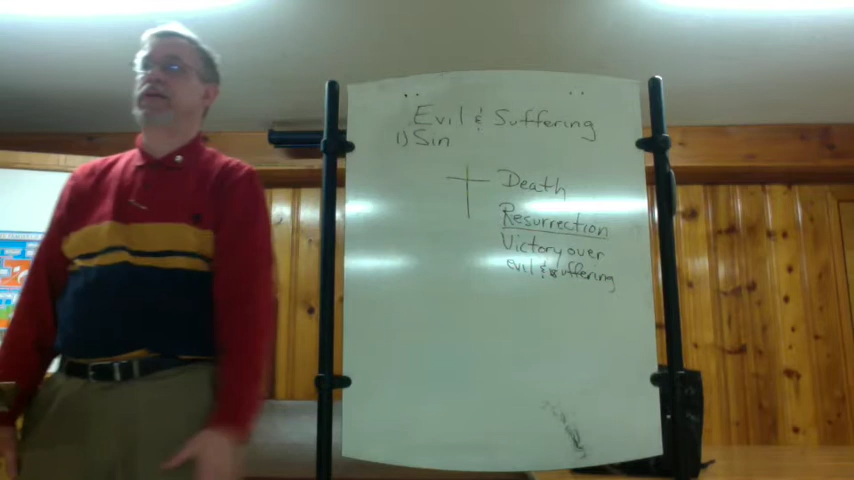 Evil & Suffering
1) Sin
Death
Resurrection
Victory over
evil & suffering